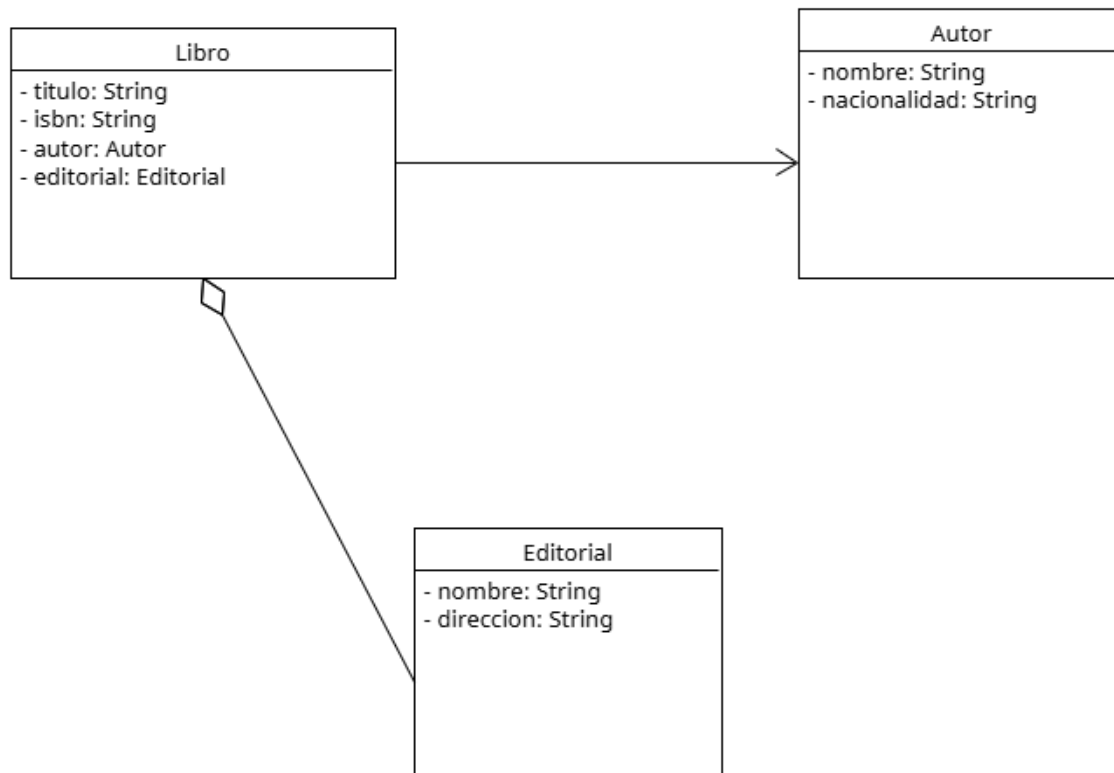 Libro
- titulo: String
- isbn: String
- autor: Autor
- editorial: Editorial
Autor
- nombre: String
- nacionalidad: String
Editorial
- nombre: String
- direccion: String